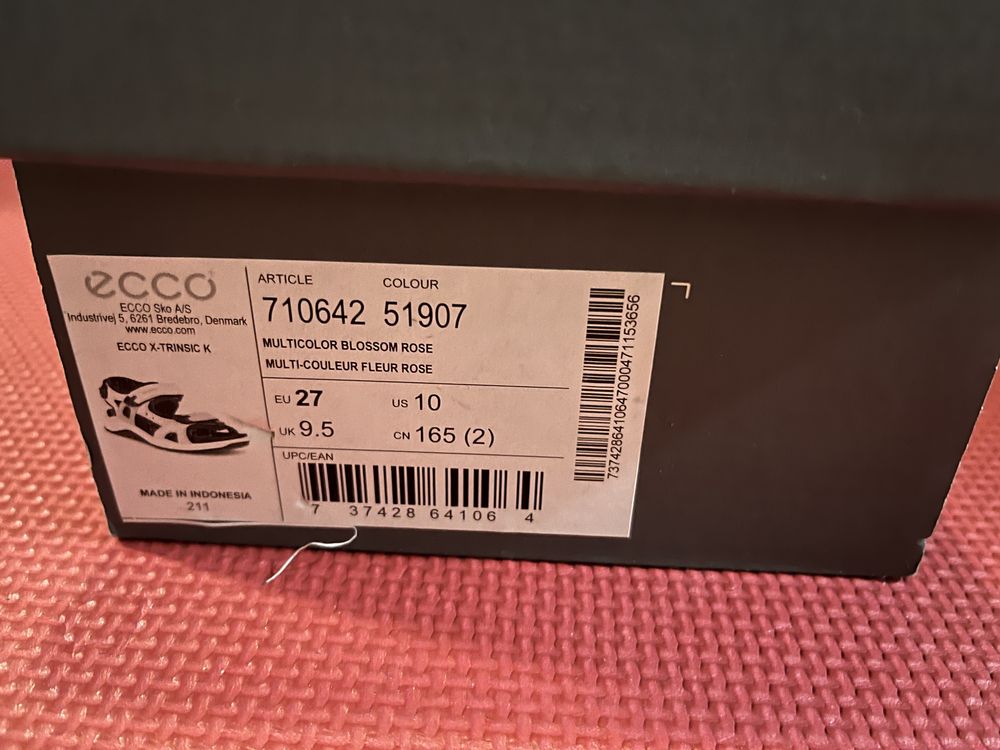 ecco
ECCO Sko A/S
Industrivej 5, 6261 Bredebro, Denmark
www.ecco.com
ECCO X-TRINSIC K
MADE IN INDONESIA
211
ARTICLE COLOUR
710642 51907
MULTICOLOR BLOSSOM ROSE
MULTI-COULEUR FLEUR ROSE
EU 27 US 10
UK 9.5 CN 165 (2)
UPC/EAN
7 37428 64106 4
73742864106470004711536​56